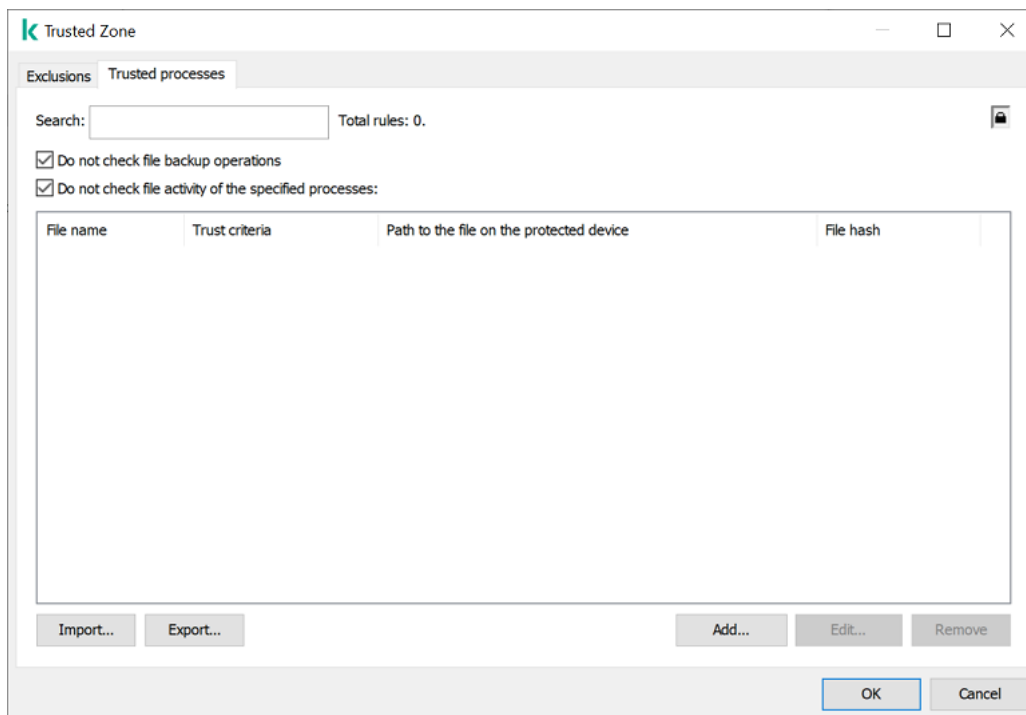 Trusted Zone
Exclusions Trusted processes
Search: Total rules: 0.
Do not check file backup operations
Do not check file activity of the specified processes:
File name Trust criteria Path to the file on the protected device File hash
Import... Export... Add... Edit... Remove
OK Cancel